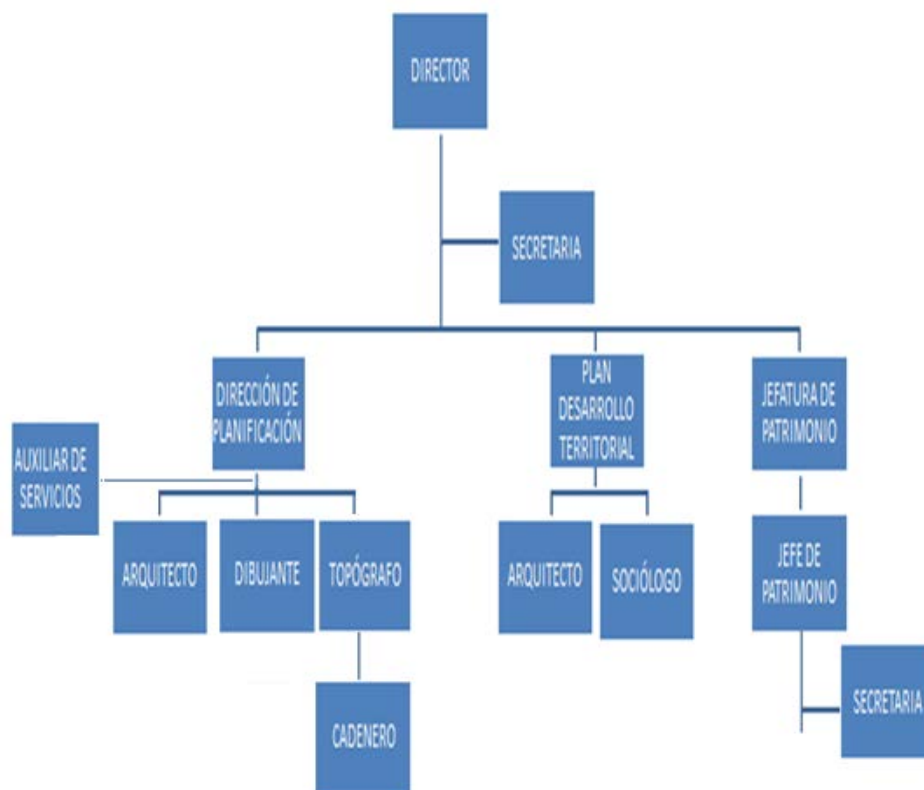 DIRECTOR
SECRETARIA
DIRECCIÓN DE
PLANIFICACIÓN
PLAN
DESARROLLO
TERRITORIAL
JEFATURA DE
PATRIMONIO
AUXILIAR DE
SERVICIOS
ARQUITECTO
DIBUJANTE
TOPÓGRAFO
ARQUITECTO
SOCIÓLOGO
JEFE DE
PATRIMONIO
CADENERO
SECRETARIA